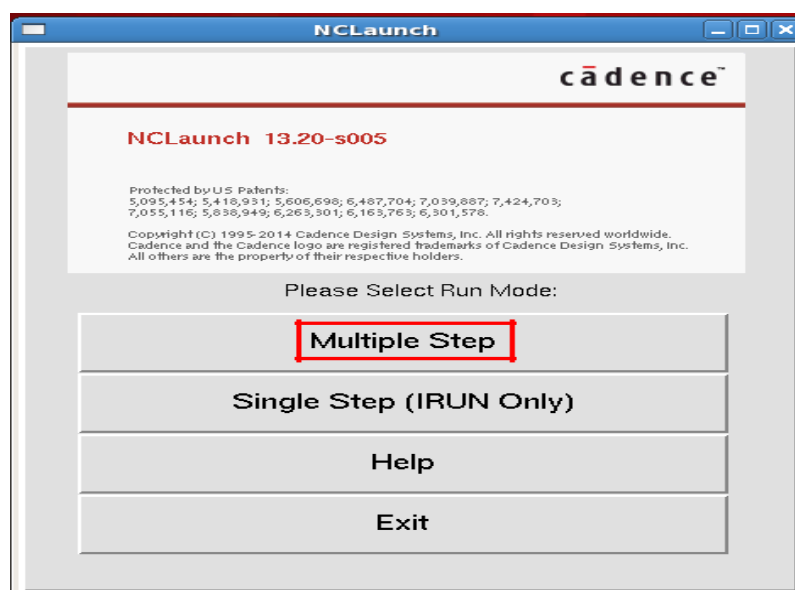 NCLaunch
cādence™
NCLaunch 13.20-s005
Protected by US Patents:
5,095,454; 5,418,931; 5,606,698; 6,487,704; 7,039,887; 7,424,703;
7,055,116; 5,838,949; 6,263,301; 6,163,763; 6,301,578.
Copyright (C) 1995-2014 Cadence Design Systems, Inc. All rights reserved worldwide.
Cadence and the Cadence logo are registered trademarks of Cadence Design Systems, Inc.
All others are the property of their respective holders.
Please Select Run Mode:
Multiple Step
Single Step (IRUN Only)
Help
Exit